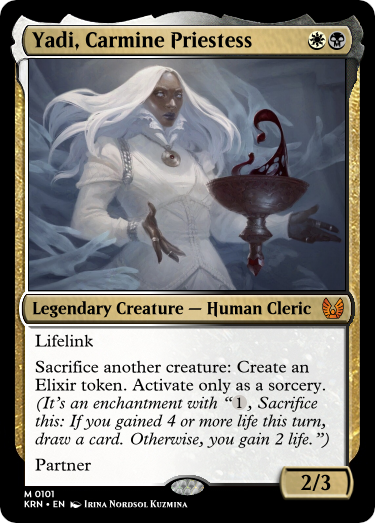 Yadi, Carmine Priestess
Legendary Creature — Human Cleric
Lifelink
Sacrifice another creature: Create an
Elixir token. Activate only as a sorcery.
(It's an enchantment with “1, Sacrifice
this: If you gained 4 or more life this turn,
draw a card. Otherwise, you gain 2 life.”)
Partner
2/3
M 0101
KRN • EN Irina Nordsol Kuzmina